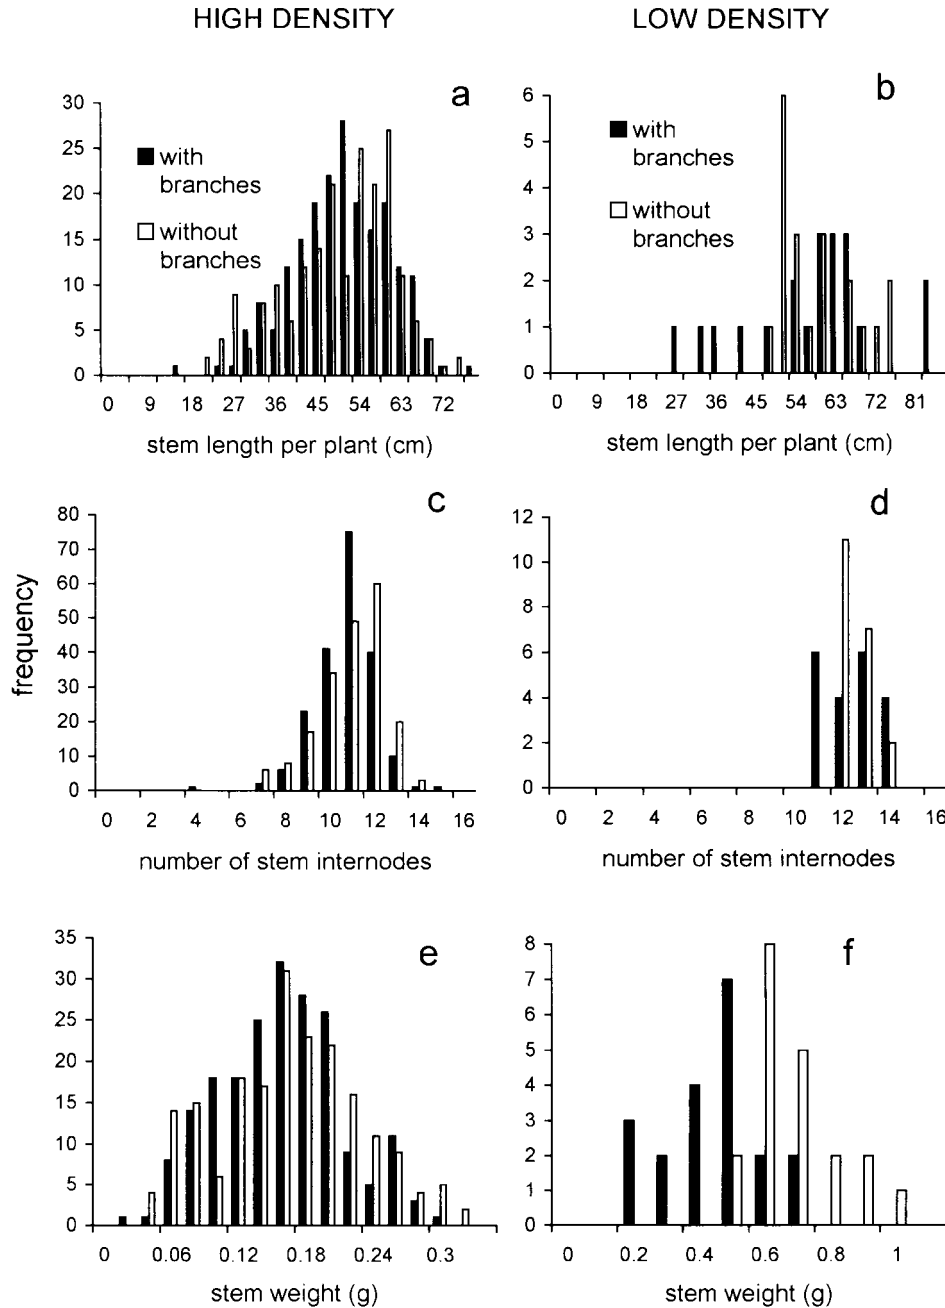 HIGH DENSITY
LOW DENSITY
a
30
25
20
15
10
5
0
with
branches
without
branches
0 9 18 27 36 45 54 63 72
stem length per plant (cm)
b
6
5
4
3
2
1
0
with
branches
without
branches
0 9 18 27 36 45 54 63 72 81
stem length per plant (cm)
frequency
c
80
70
60
50
40
30
20
10
0
0 2 4 6 8 10 12 14 16
number of stem internodes
d
12
10
8
6
4
2
0
0 2 4 6 8 10 12 14 16
number of stem internodes
e
35
30
25
20
15
10
5
0
0 0.06 0.12 0.18 0.24 0.3
stem weight (g)
f
8
7
6
5
4
3
2
1
0
0 0.2 0.4 0.6 0.8 1
stem weight (g)